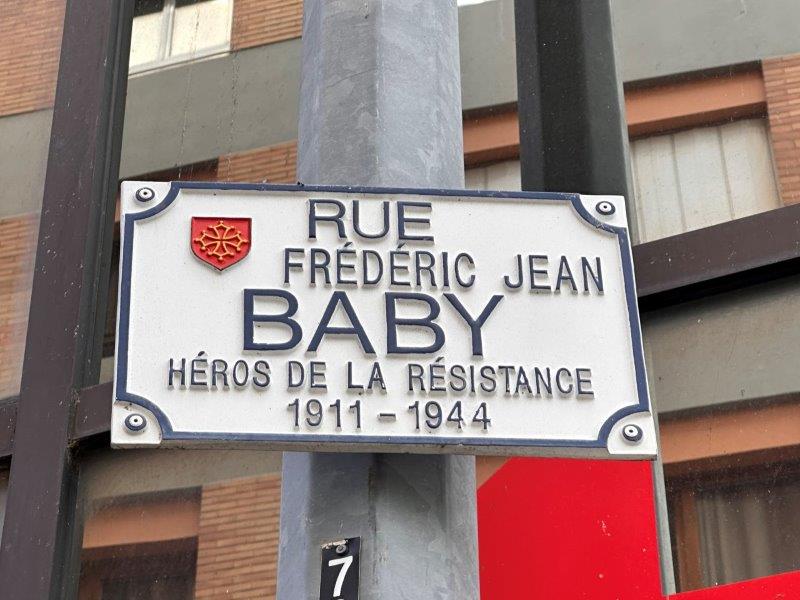 RUE
FRÉDÉRIC JEAN
BABY
HÉROS DE LA RÉSISTANCE
1911 - 1944
7